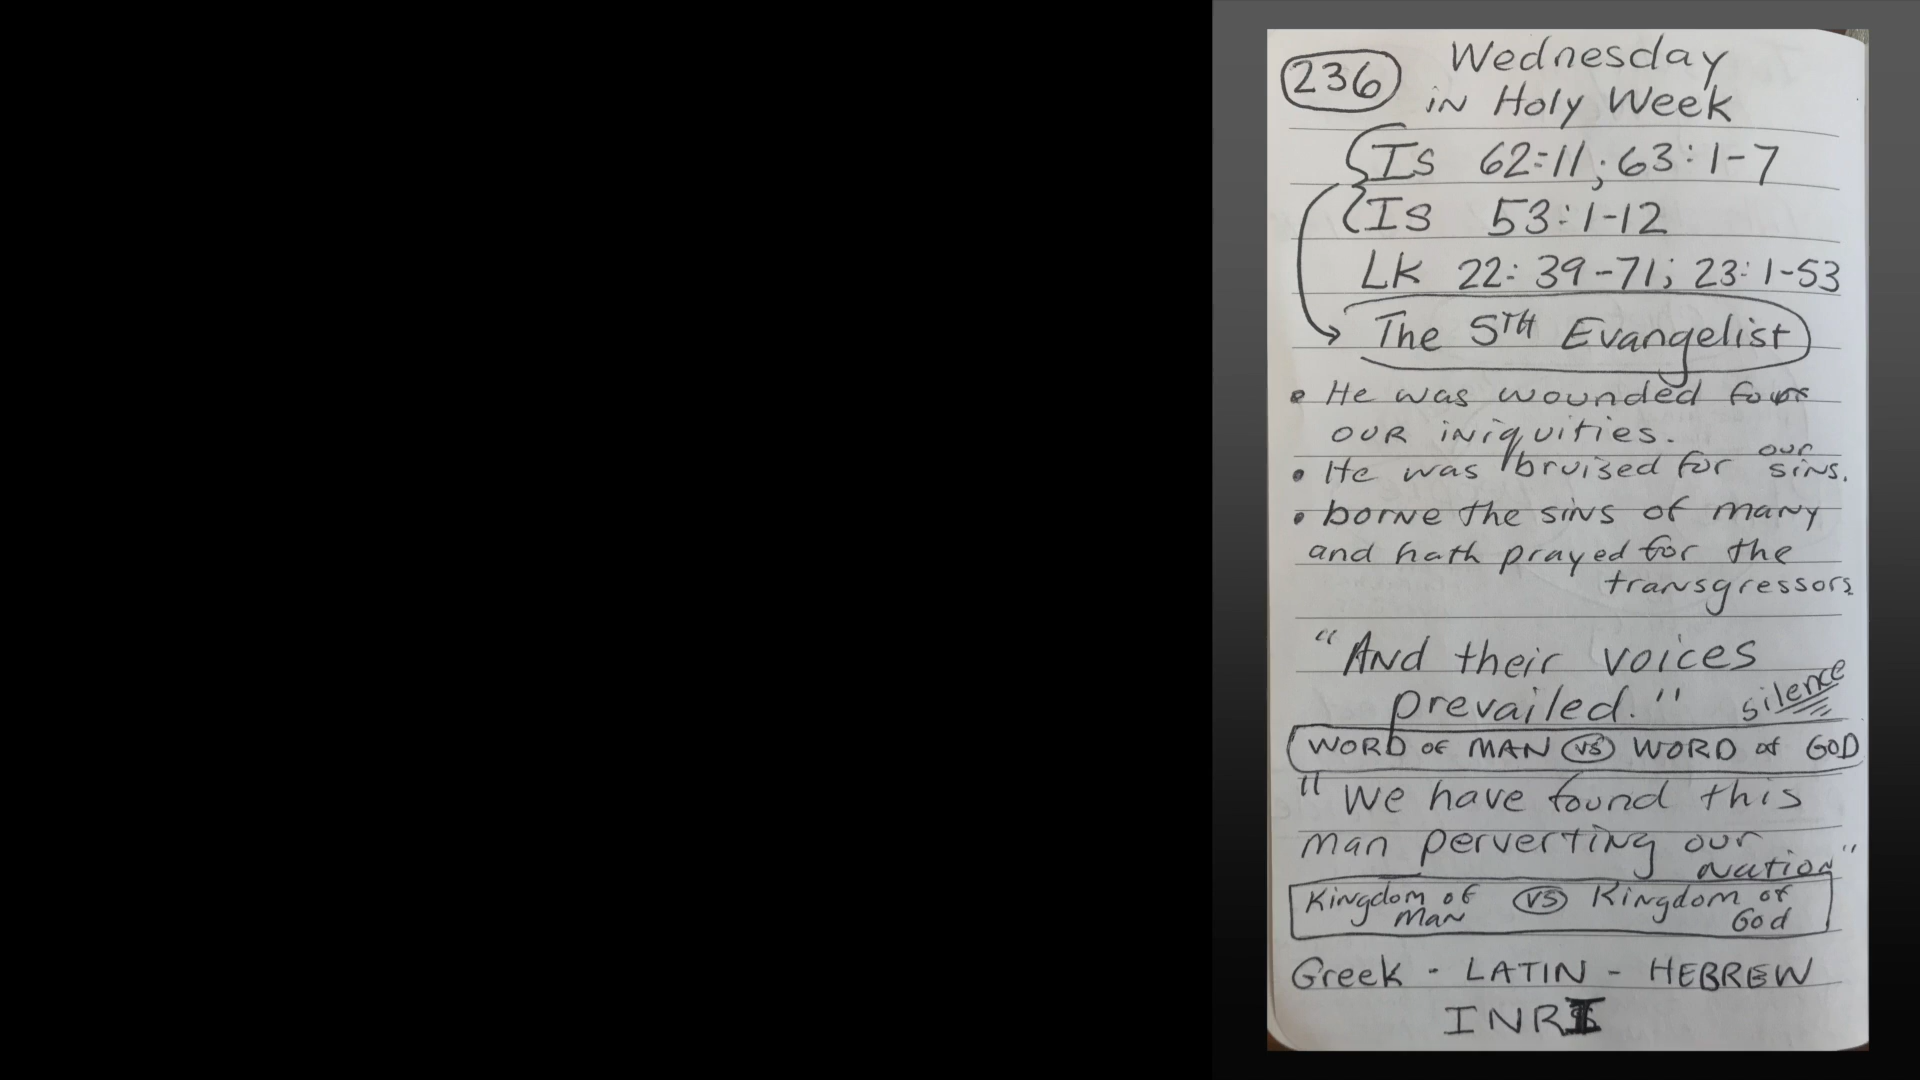 236 Wednesday
in Holy Week
Is 62:11; 63:1-7
Is 53:1-12
LK 22:39-71; 23:1-53
The 5TH Evangelist
• He was wounded for
our iniquities.
• He was bruised for our sins.
• borne the sins of many
and hath prayed for the
transgressors
"And their voices
prevailed." silence
WORD of MAN vs WORD of GOD
"We have found this
man perverting our
nation"
Kingdom of Man vs Kingdom of God
Greek - LATIN - HEBREW
INRI